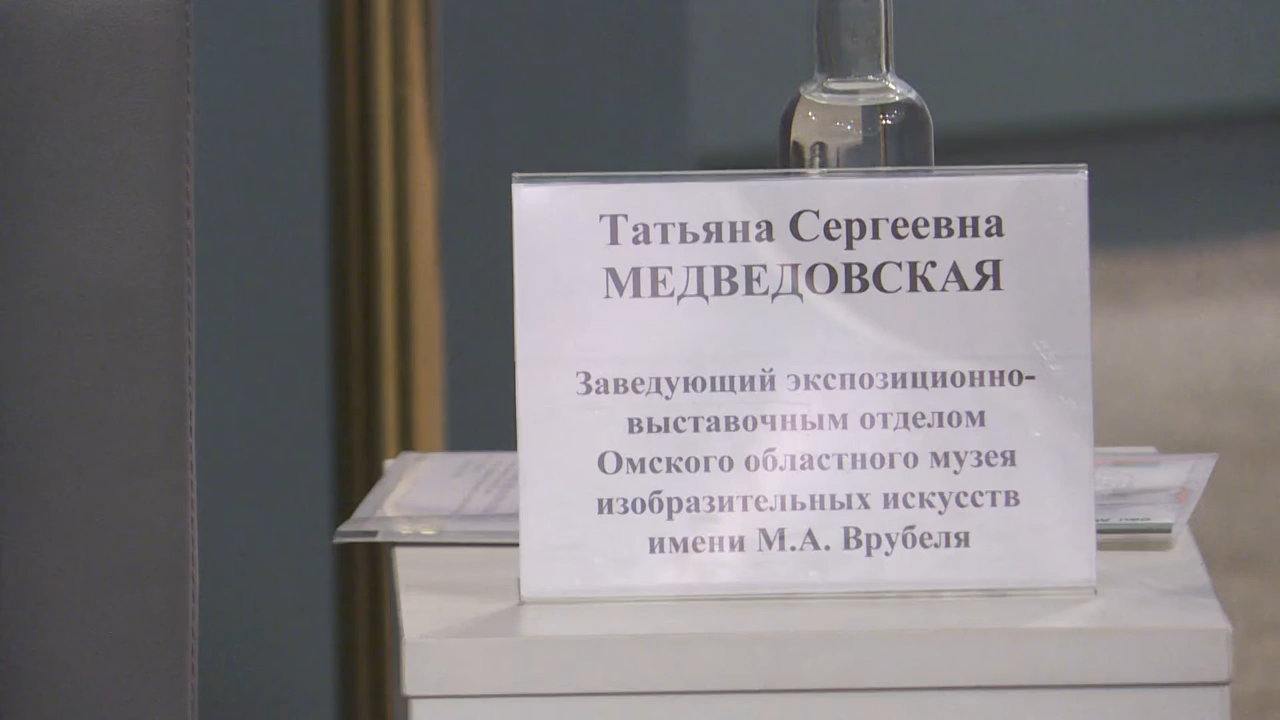 Татьяна Сергеевна
МЕДВЕДОВСКАЯ
Заведующий экспозиционно-
выставочным отделом
Омского областного музея
изобразительных искусств
имени М.А. Врубеля